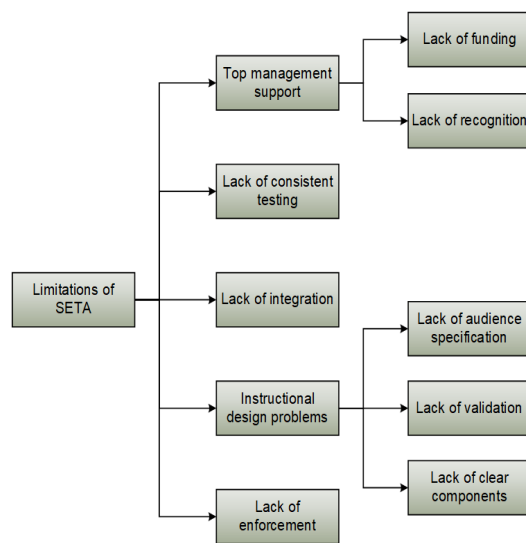 Limitations of
SETA
Top management
support
Lack of funding
Lack of recognition
Lack of consistent
testing
Lack of integration
Instructional
design problems
Lack of audience
specification
Lack of validation
Lack of clear
components
Lack of
enforcement